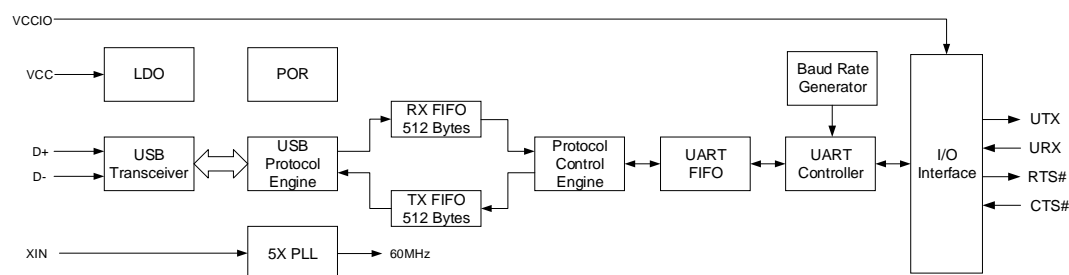 VCCIO
VCC
LDO
POR
Baud Rate
Generator
RX FIFO
512 Bytes
UTX
D+
D-
USB
Transceiver
USB
Protocol
Engine
Protocol
Control
Engine
UART
FIFO
UART
Controller
I/O
Interface
URX
RTS#
CTS#
TX FIFO
512 Bytes
XIN
5X PLL
60MHz